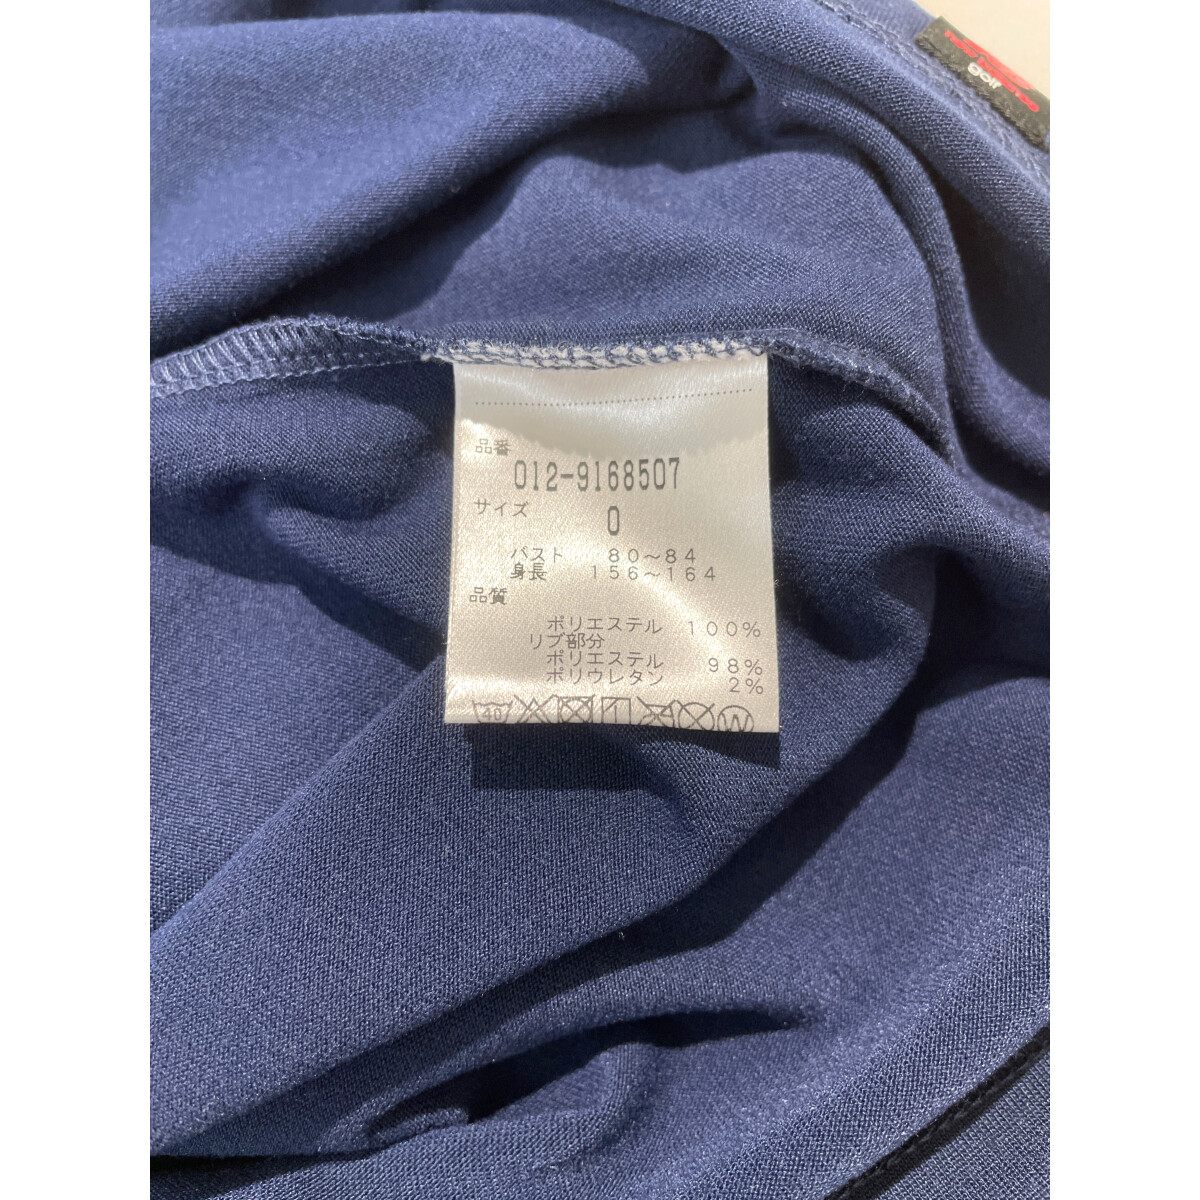 golf
品番
012-9168507
サイズ
0
バスト 80～84
身長 156～164
品質
ポリエステル 100%
リブ部分
ポリエステル 98%
ポリウレタン 2%
40 W